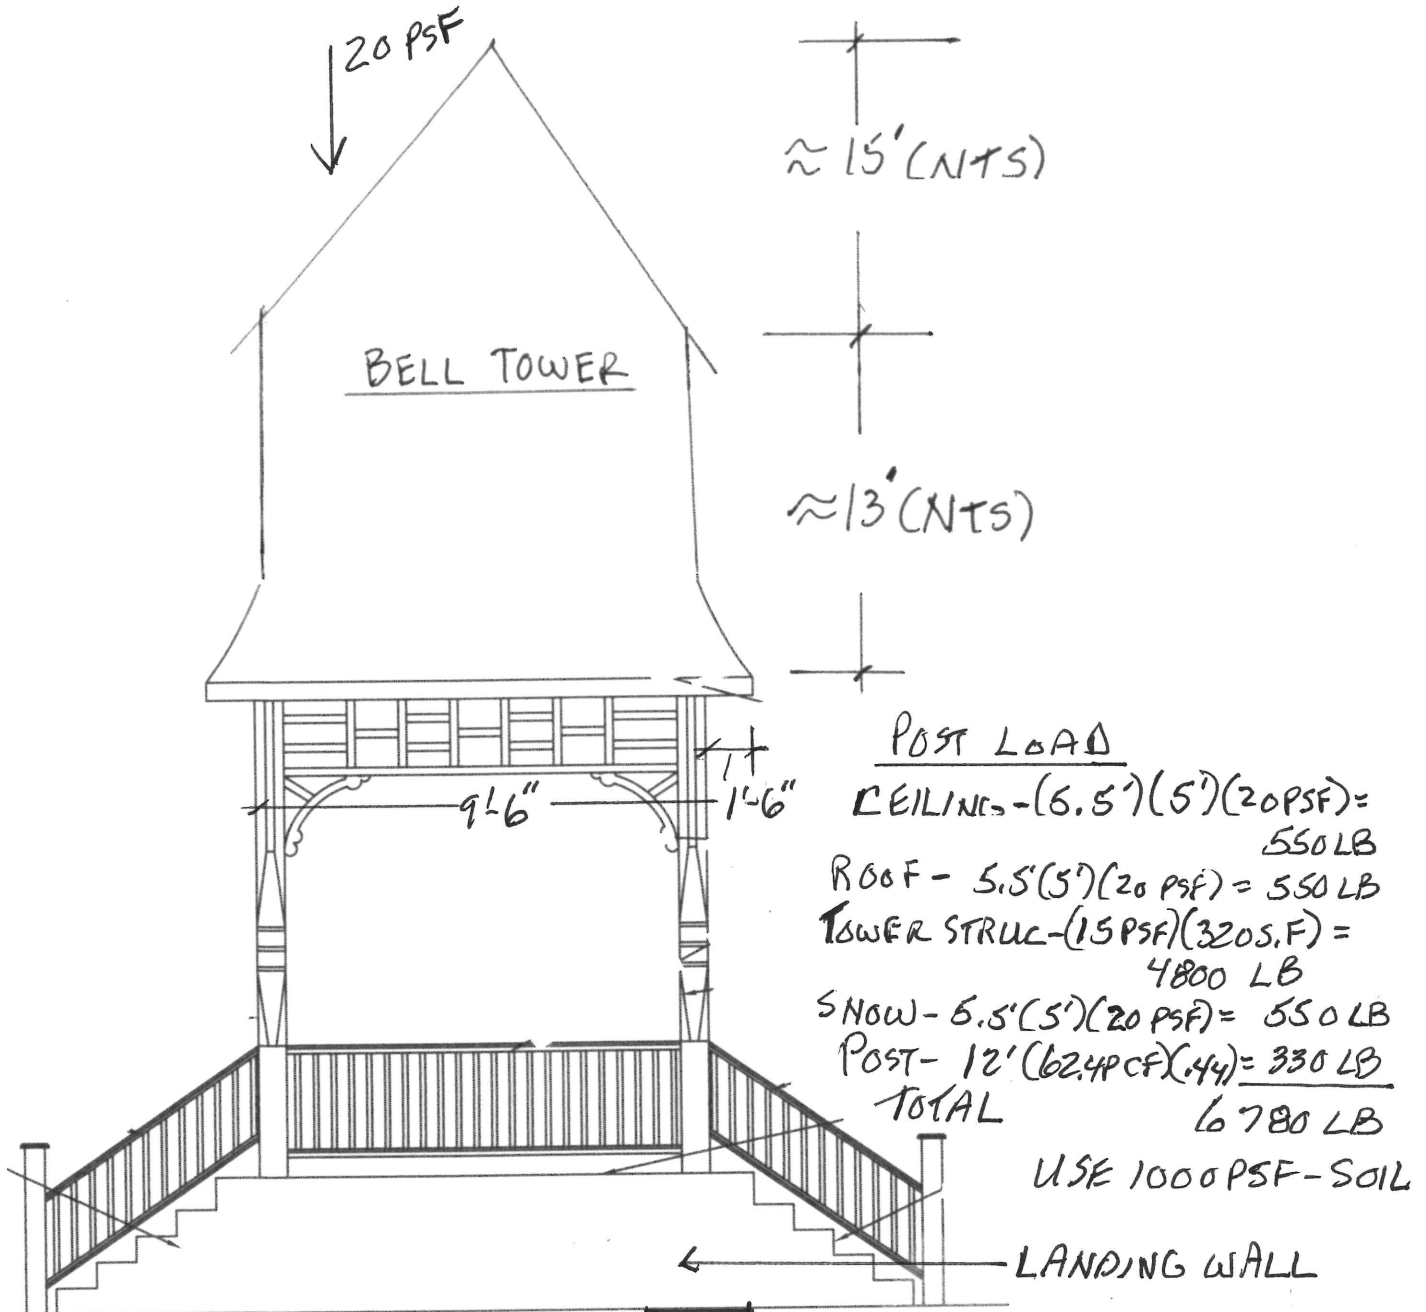 20 PSF
≈ 15' (NTS)
BELL TOWER
≈ 13' (NTS)
9'-6"
1'-6"
POST LOAD
CEILING - (5.5')(5')(20PSF) =
550 LB
ROOF - 5.5'(5')(20 PSF) = 550 LB
TOWER STRUC - (15PSF)(320S.F) =
4800 LB
SNOW - 5.5'(5')(20 PSF) = 550 LB
POST - 12' (62.4PCF)(.44) = 330 LB
TOTAL 6780 LB
USE 1000PSF - SOIL
LANDING WALL